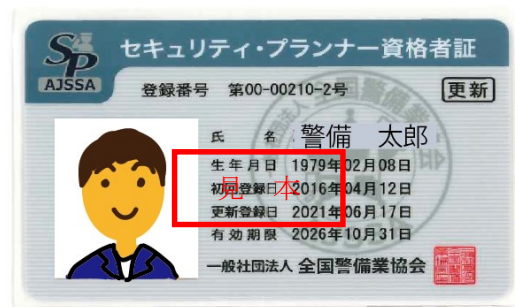 SP
AJSSA
セキュリティ・プランナー資格者証
登録番号 第00-00210-2号
更新
氏 名 警備 太郎
生年月日 1979年02月08日
初回登録日 2016年04月12日
見 本
更新登録日 2021年06月17日
有効期限 2026年10月31日
一般社団法人 全国警備業協会